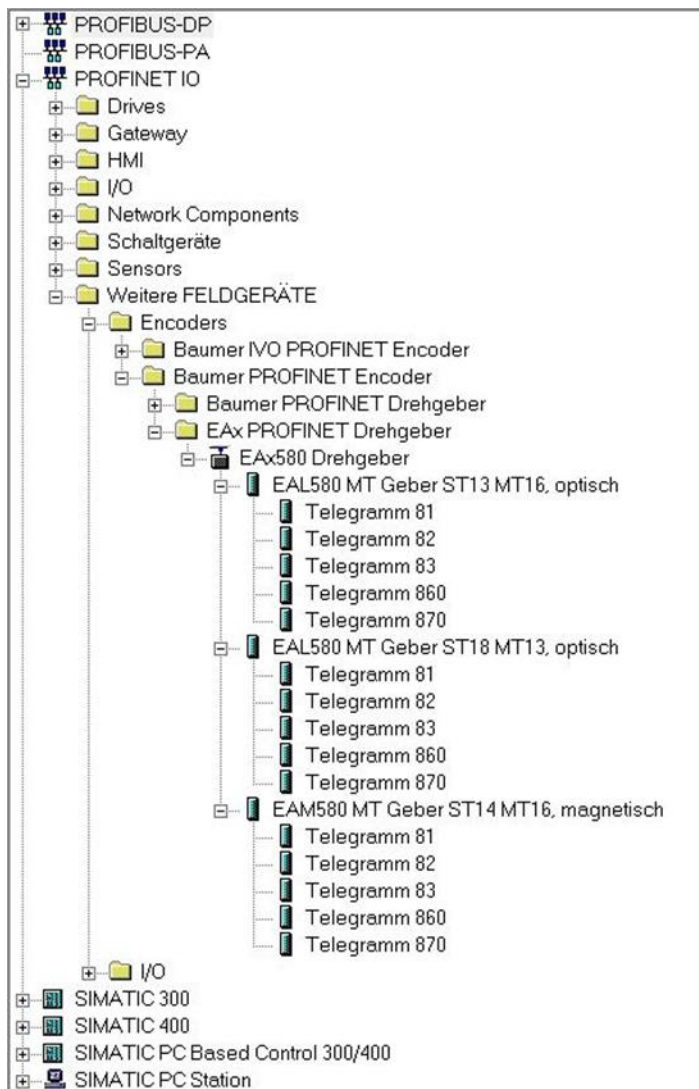 PROFIBUS-DP
PROFIBUS-PA
PROFINET IO
Drives
Gateway
HMI
I/O
Network Components
Schaltgeräte
Sensors
Weitere FELDGERÄTE
Encoders
Baumer IVO PROFINET Encoder
Baumer PROFINET Encoder
Baumer PROFINET Drehgeber
EAx PROFINET Drehgeber
EAx580 Drehgeber
EAL580 MT Geber ST13 MT16, optisch
Telegramm 81
Telegramm 82
Telegramm 83
Telegramm 860
Telegramm 870
EAL580 MT Geber ST18 MT13, optisch
Telegramm 81
Telegramm 82
Telegramm 83
Telegramm 860
Telegramm 870
EAM580 MT Geber ST14 MT16, magnetisch
Telegramm 81
Telegramm 82
Telegramm 83
Telegramm 860
Telegramm 870
I/O
SIMATIC 300
SIMATIC 400
SIMATIC PC Based Control 300/400
SIMATIC PC Station